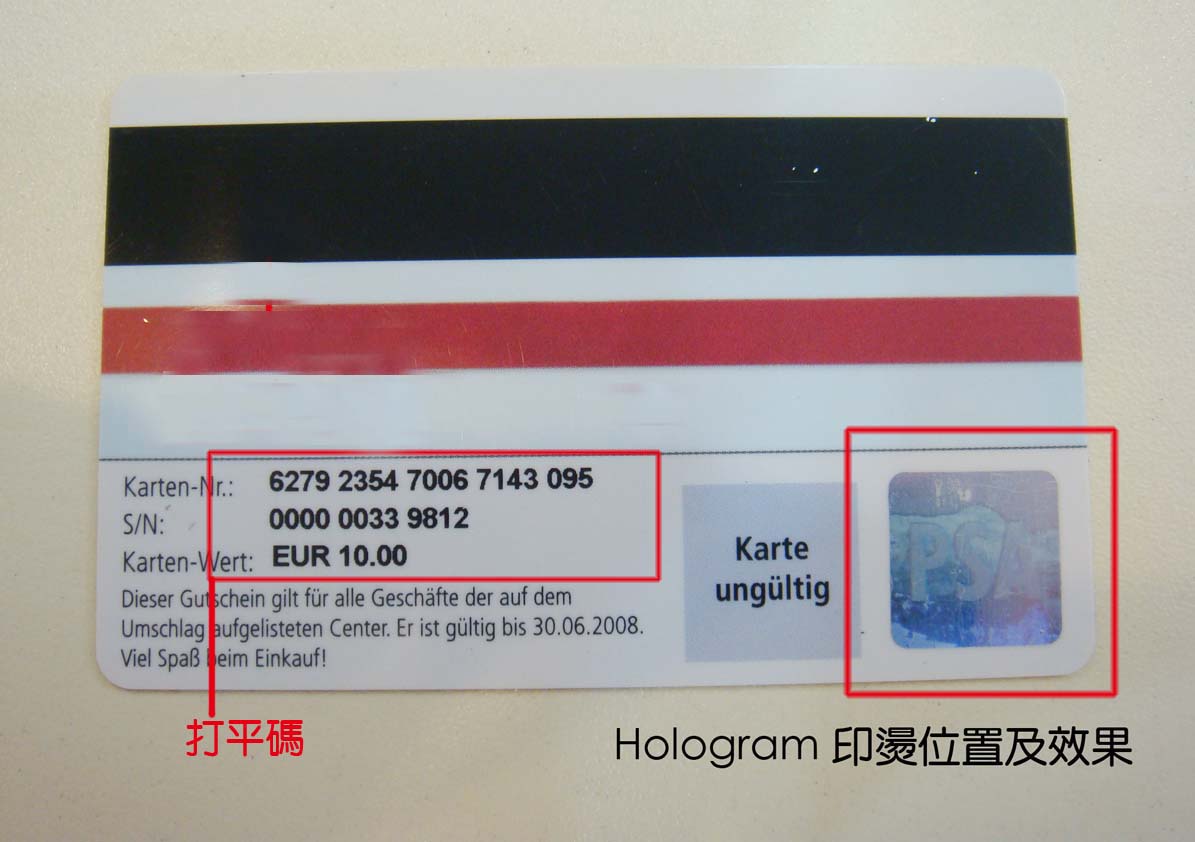 Karten-Nr.: 6279 2354 7006 7143 095
S/N: 0000 0033 9812
Karten-Wert: EUR 10.00
Dieser Gutschein gilt für alle Geschäfte der auf dem
Umschlag aufgelisteten Center. Er ist gültig bis 30.06.2008.
Viel Spaß beim Einkauf!
Karte
ungültig
PSA
打平碼
Hologram 印燙位置及效果